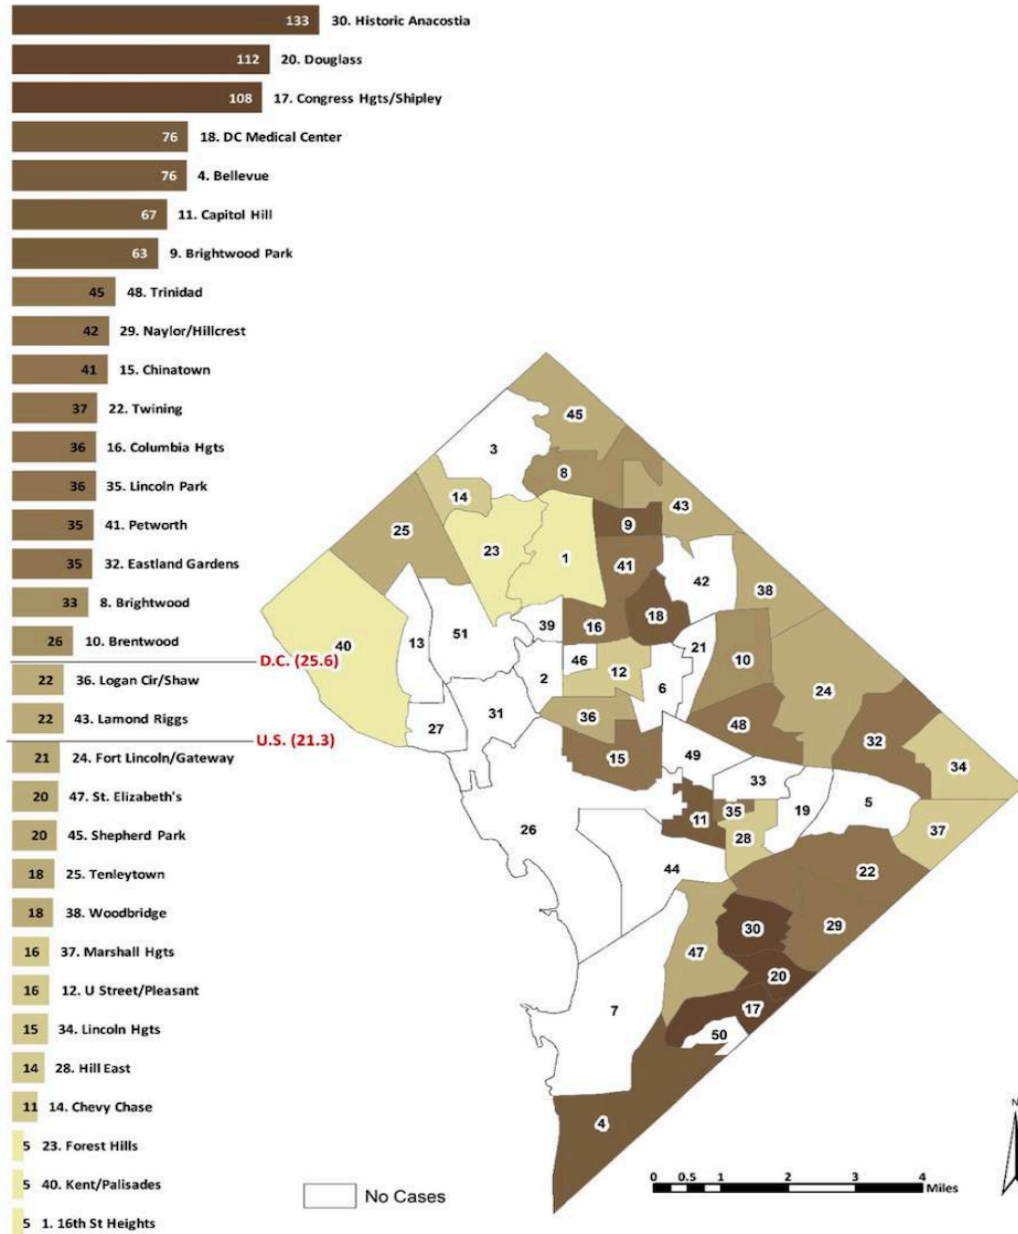 133 30. Historic Anacostia
112 20. Douglass
108 17. Congress Hgts/Shipley
76 18. DC Medical Center
76 4. Bellevue
67 11. Capitol Hill
63 9. Brightwood Park
45 48. Trinidad
42 29. Naylor/Hillcrest
41 15. Chinatown
37 22. Twining
36 16. Columbia Hgts
36 35. Lincoln Park
35 41. Petworth
35 32. Eastland Gardens
33 8. Brightwood
26 10. Brentwood
D.C. (25.6)
22 36. Logan Cir/Shaw
22 43. Lamond Riggs
U.S. (21.3)
21 24. Fort Lincoln/Gateway
20 47. St. Elizabeth's
20 45. Shepherd Park
18 25. Tenleytown
18 38. Woodbridge
16 37. Marshall Hgts
16 12. U Street/Pleasant
15 34. Lincoln Hgts
14 28. Hill East
11 14. Chevy Chase
5 23. Forest Hills
5 40. Kent/Palisades
5 1. 16th St Heights
45
3
8
14
43
25
9
23
1
41
42
38
18
39
16
40
13
51
21
46
12
10
2
6
24
31
36
27
48
32
15
49
34
33
5
19
35
11
26
28
37
44
22
30
29
47
20
17
7
50
4
No Cases
0 0.5 1 2 3 4
Miles
N